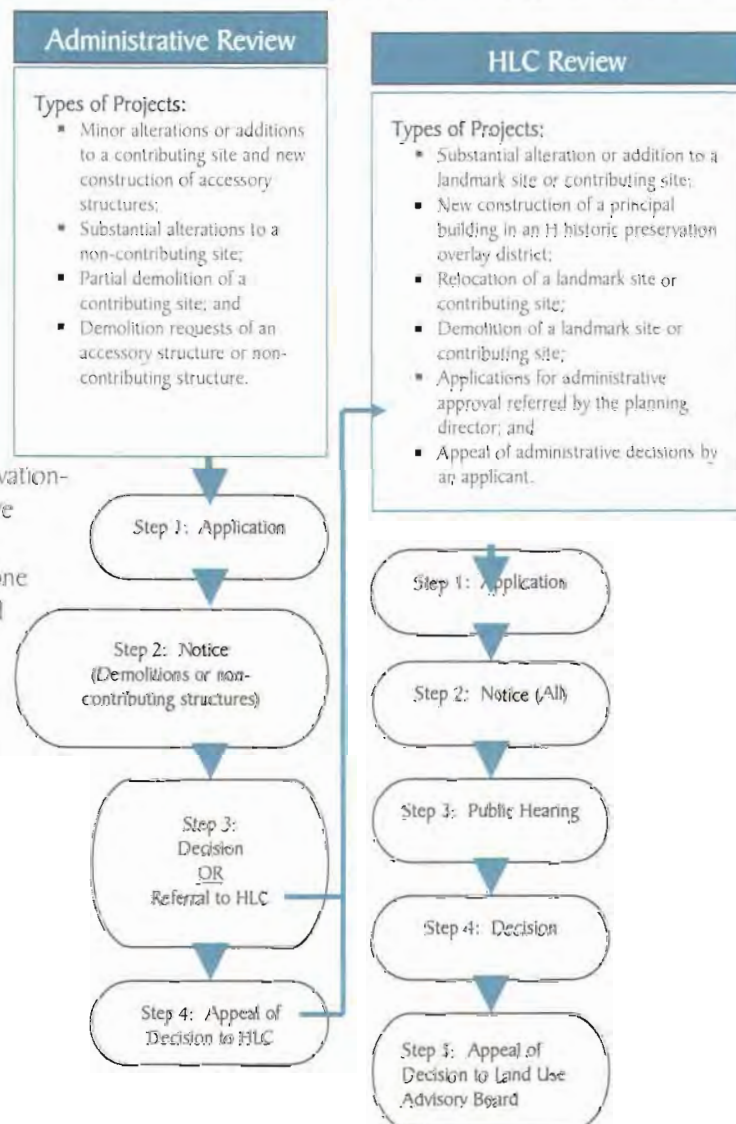 Administrative Review
Types of Projects:
▪ Minor alterations or additions
to a contributing site and new
construction of accessory
structures;
▪ Substantial alterations to a
non-contributing site;
▪ Partial demolition of a
contributing site; and
▪ Demolition requests of an
accessory structure or non-
contributing structure.
Step 1: Application
Step 2: Notice
(Demolitions or non-
contributing structures)
Step 3:
Decision
OR
Referral to HLC
Step 4: Appeal of
Decision to HLC
HLC Review
Types of Projects:
▪ Substantial alteration or addition to a
landmark site or contributing site;
▪ New construction of a principal
building in an H historic preservation
overlay district;
▪ Relocation of a landmark site or
contributing site;
▪ Demolition of a landmark site or
contributing site;
▪ Applications for administrative
approval referred by the planning
director; and
▪ Appeal of administrative decisions by
an applicant.
Step 1: Application
Step 2: Notice (All)
Step 3: Public Hearing
Step 4: Decision
Step 5: Appeal of
Decision to Land Use
Advisory Board